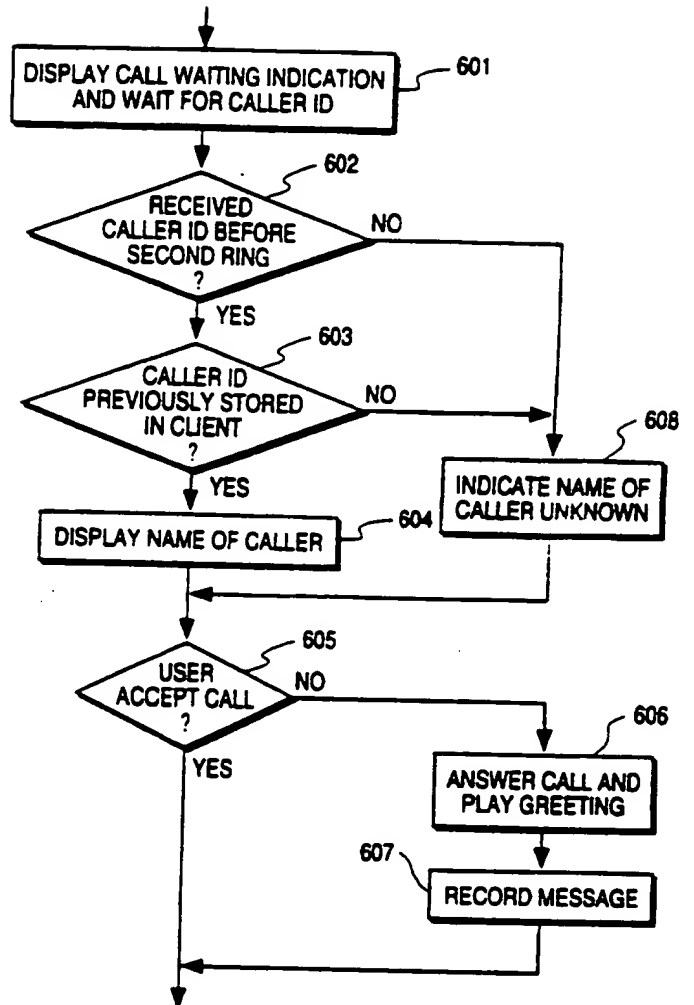 DISPLAY CALL WAITING INDICATION
AND WAIT FOR CALLER ID
601
602
RECEIVED
CALLER ID BEFORE
SECOND RING
?
NO
YES
603
CALLER ID
PREVIOUSLY STORED
IN CLIENT
?
NO
YES
608
INDICATE NAME OF
CALLER UNKNOWN
DISPLAY NAME OF CALLER
604
605
USER
ACCEPT CALL
?
NO
YES
606
ANSWER CALL AND
PLAY GREETING
607
RECORD MESSAGE